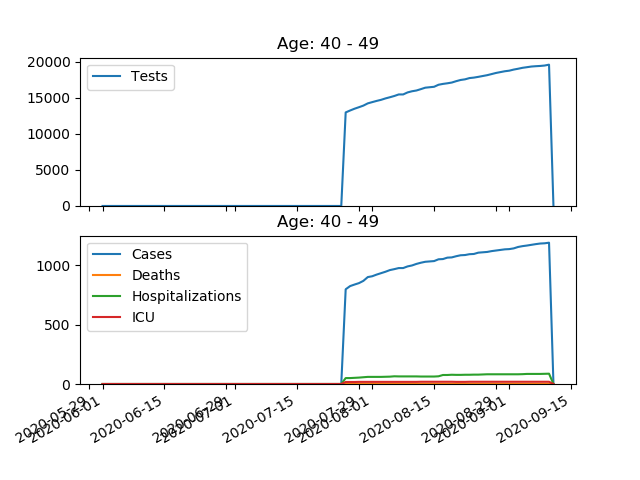 Age: 40 - 49
20000
15000
10000
5000
0
Tests
Age: 40 - 49
1000
500
0
Cases
Deaths
Hospitalizations
ICU
2020-05-29
2020-06-01
2020-06-15
2020-06-29
2020-07-01
2020-07-15
2020-07-29
2020-08-01
2020-08-15
2020-08-29
2020-09-01
2020-09-15